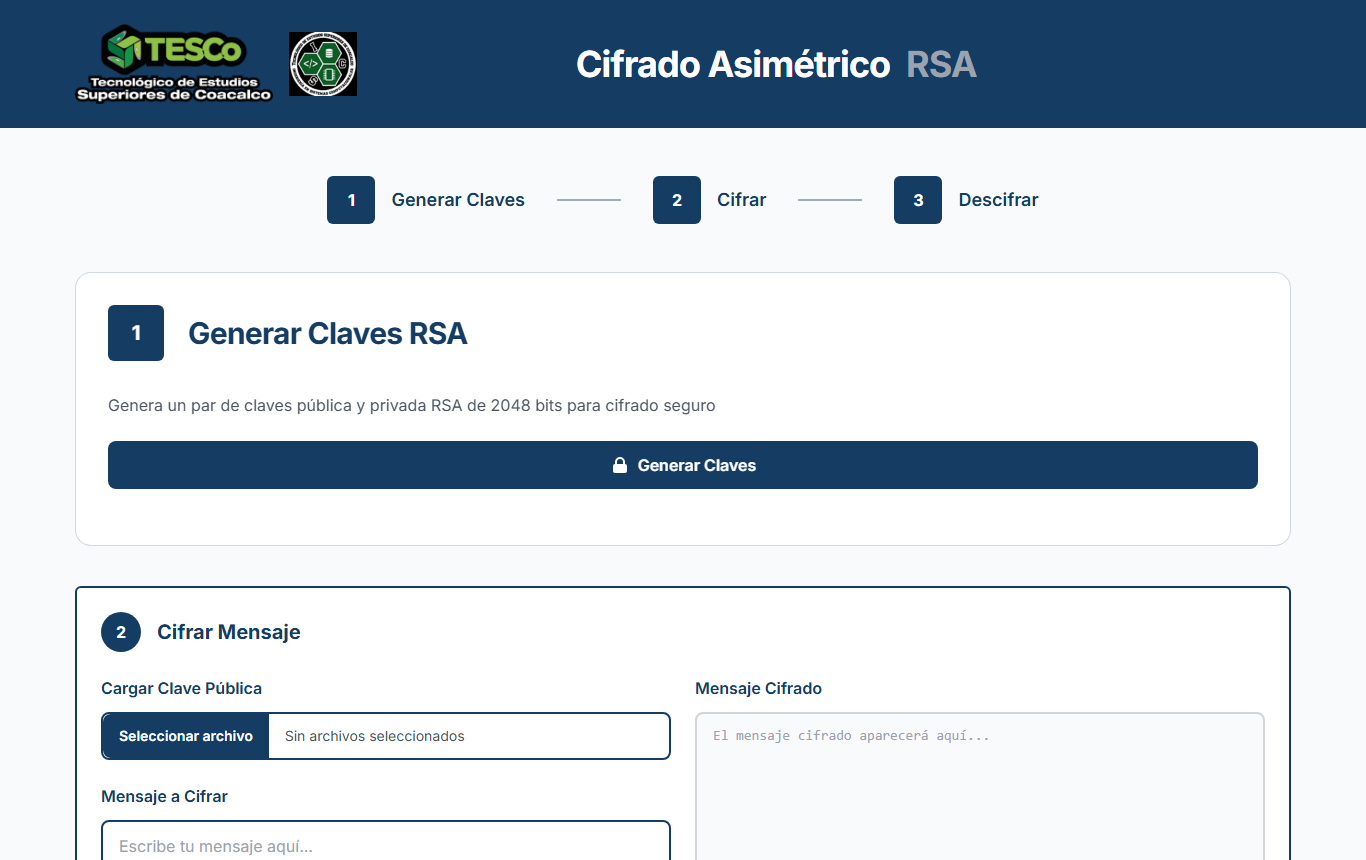 TESCo
Tecnológico de Estudios
Superiores de Coacalco
Cifrado Asimétrico RSA
1 Generar Claves
2 Cifrar
3 Descifrar
1 Generar Claves RSA
Genera un par de claves pública y privada RSA de 2048 bits para cifrado seguro
Generar Claves
2 Cifrar Mensaje
Cargar Clave Pública
Seleccionar archivo Sin archivos seleccionados
Mensaje a Cifrar
Escribe tu mensaje aquí...
Mensaje Cifrado
El mensaje cifrado aparecerá aquí...